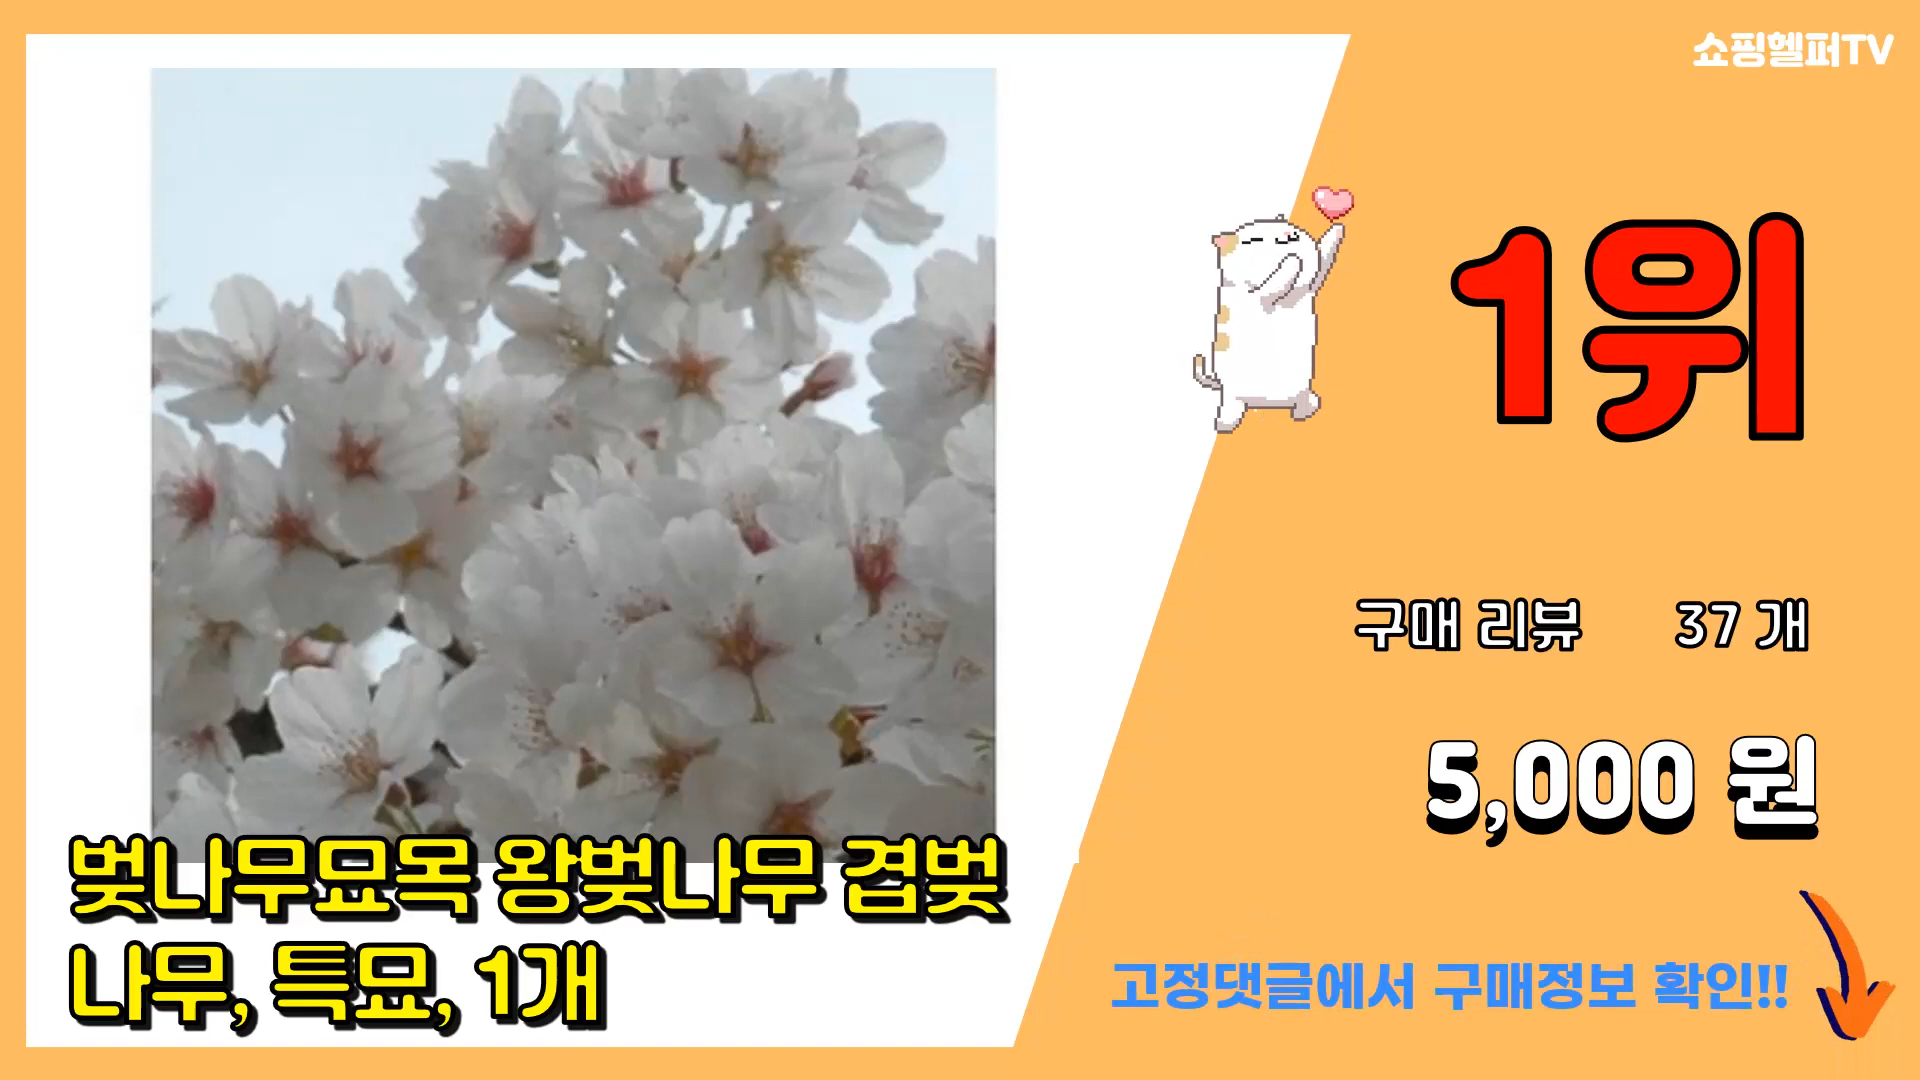 쇼핑헬퍼TV
1위
구매 리뷰 37 개
5,000 원
벚나무묘목 왕벚나무 겹벚
나무, 특묘, 1개
고정댓글에서 구매정보 확인!!